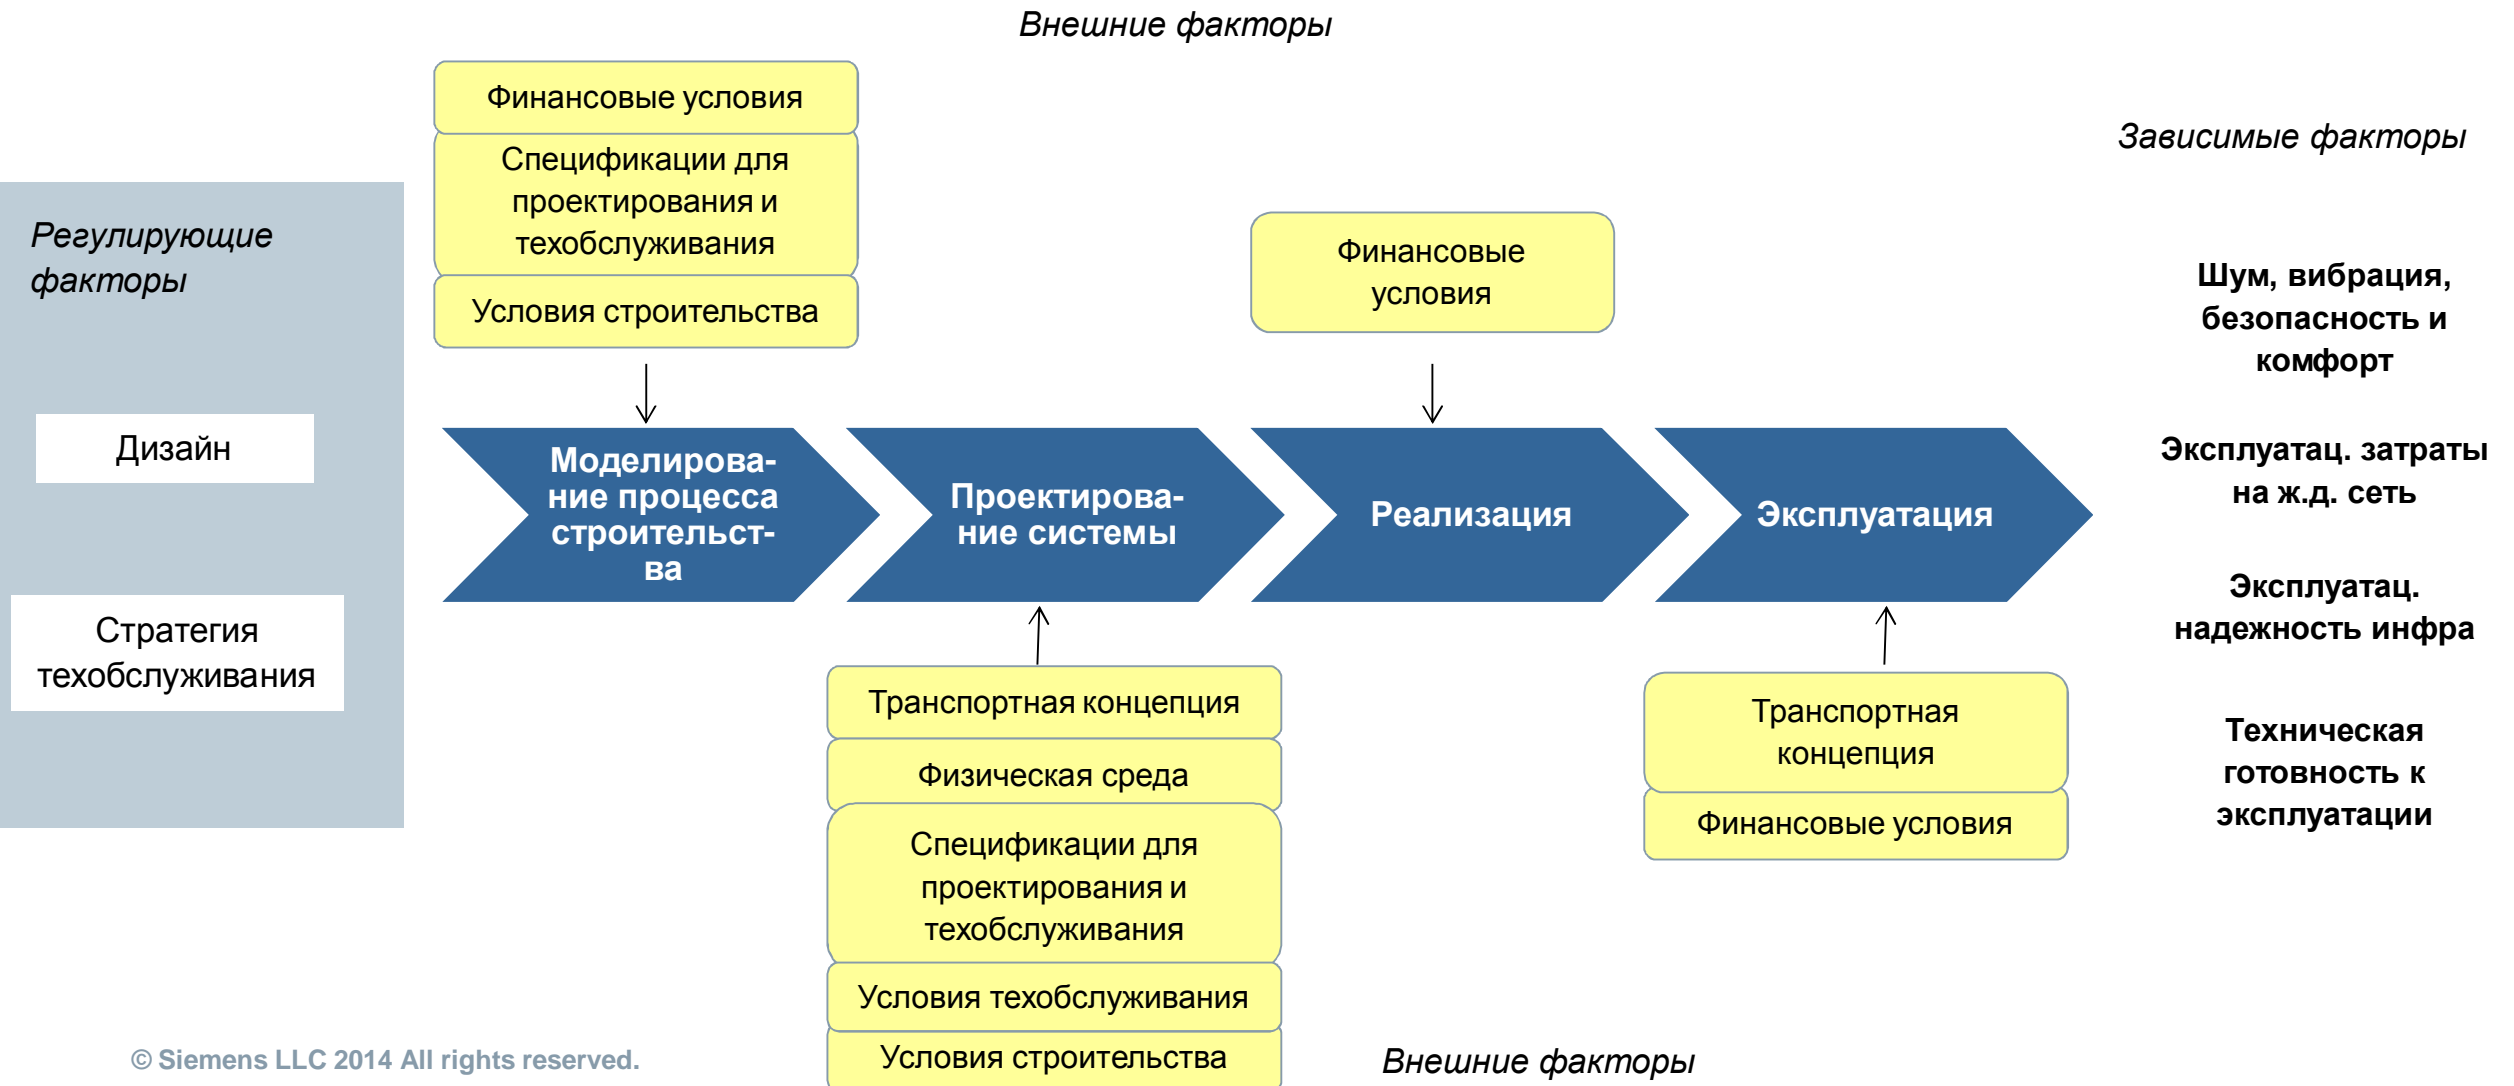 Внешние факторы
Финансовые условия
Спецификации для
проектирования и
техобслуживания
Условия строительства
Зависимые факторы
Регулирующие
факторы
Финансовые
условия
Шум, вибрация,
безопасность и
комфорт
Дизайн
Стратегия
техобслуживания
Моделирова-
ние процесса
строительст-
ва
Проектирова-
ние системы
Реализация
Эксплуатация
Эксплуатац. затраты
на ж.д. сеть
Эксплуатац.
надежность инфра
Техническая
готовность к
эксплуатации
Транспортная концепция
Физическая среда
Спецификации для
проектирования и
техобслуживания
Условия техобслуживания
Условия строительства
Транспортная
концепция
Финансовые условия
© Siemens LLC 2014 All rights reserved.
Внешние факторы